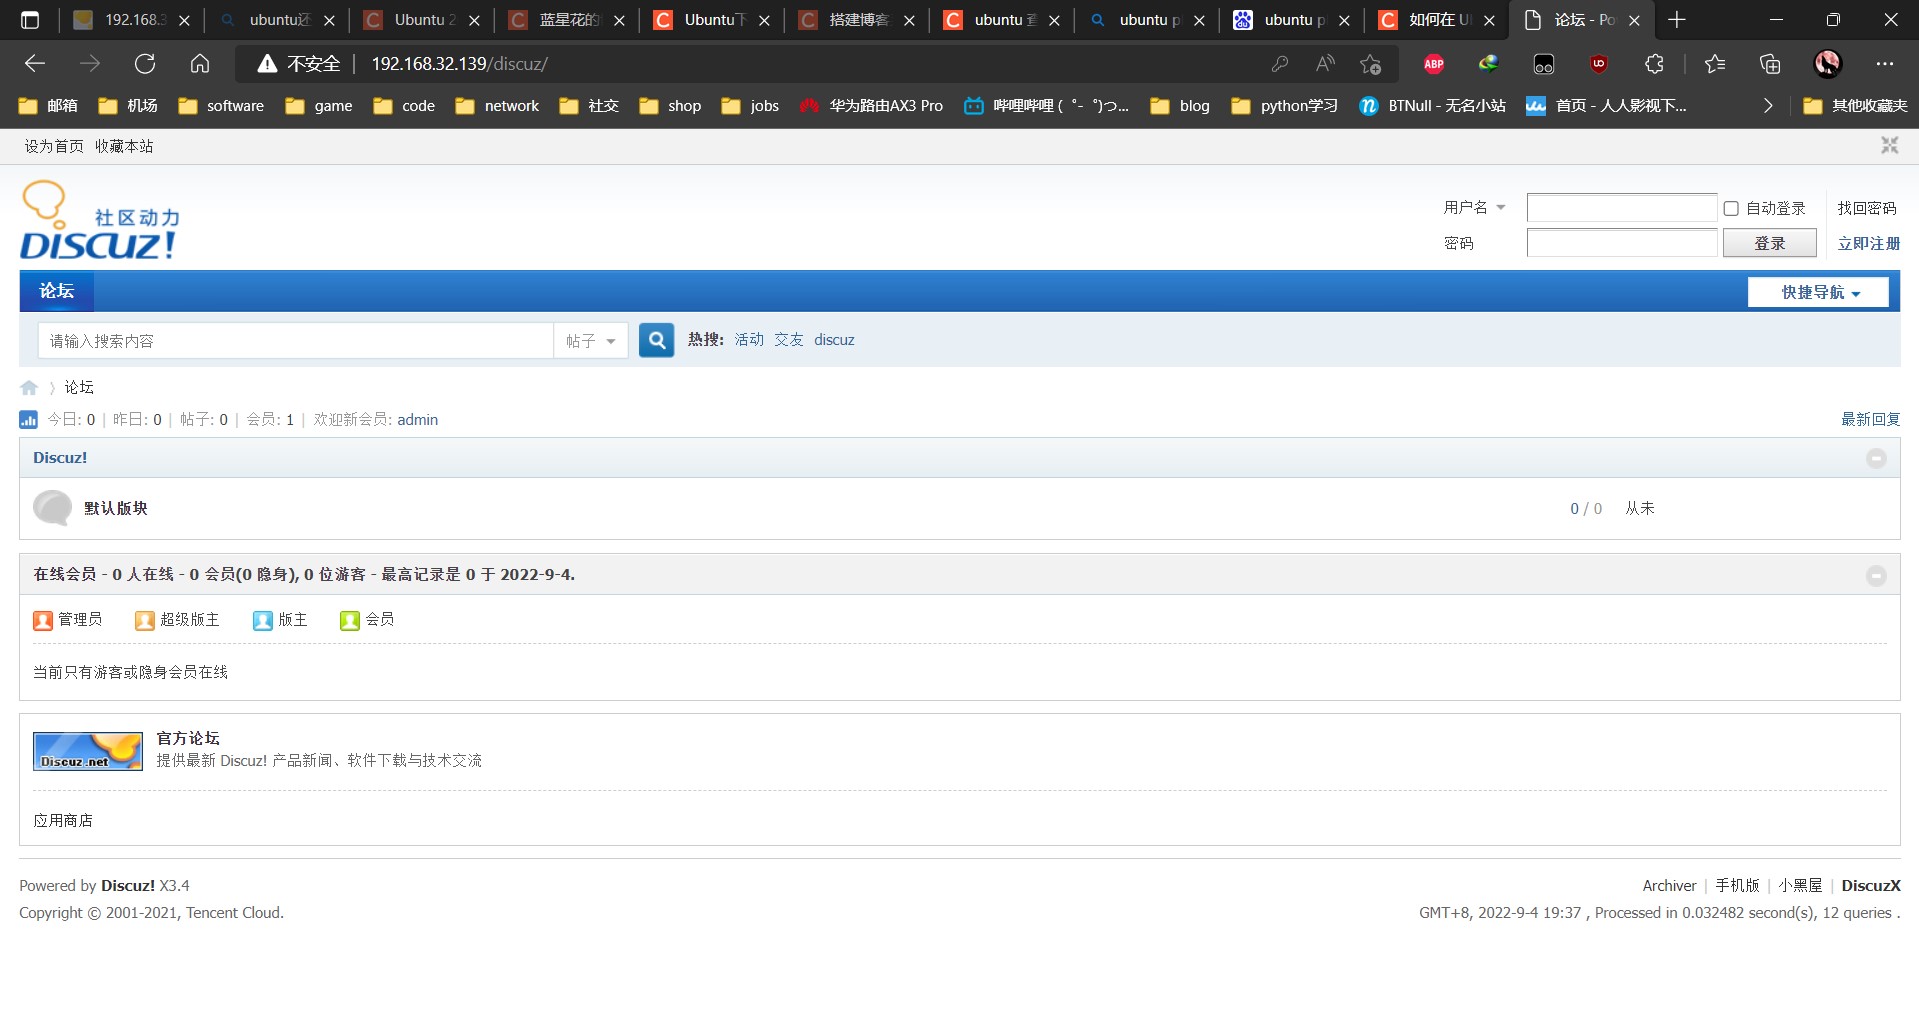 192.168.3
ubuntu还
Ubuntu 2
蓝星花的
Ubuntu下
搭建博客
ubuntu 查
ubuntu p
ubuntu p
如何在 U
论坛 - Po
不安全 192.168.32.139/discuz/
ABP
邮箱 机场 software game code network 社交 shop jobs 华为路由AX3 Pro 哔哩哔哩 ( ゜- ゜)つ... blog python学习 BTNull - 无名小站 首页 - 人人影视下... 其他收藏夹
设为首页 收藏本站
社区动力
DISCUZ!
用户名 自动登录 找回密码
密码 登录 立即注册
论坛 快捷导航
请输入搜索内容 帖子 热搜: 活动 交友 discuz
〉 论坛
今日: 0 | 昨日: 0 | 帖子: 0 | 会员: 1 | 欢迎新会员: admin 最新回复
Discuz!
默认版块 0 / 0 从未
在线会员 - 0 人在线 - 0 会员(0 隐身), 0 位游客 - 最高记录是 0 于 2022-9-4.
管理员 超级版主 版主 会员
当前只有游客或隐身会员在线
Discuz.net
官方论坛
提供最新 Discuz! 产品新闻、软件下载与技术交流
应用商店
Powered by Discuz! X3.4
Archiver | 手机版 | 小黑屋 | DiscuzX
Copyright © 2001-2021, Tencent Cloud.
GMT+8, 2022-9-4 19:37 , Processed in 0.032482 second(s), 12 queries .